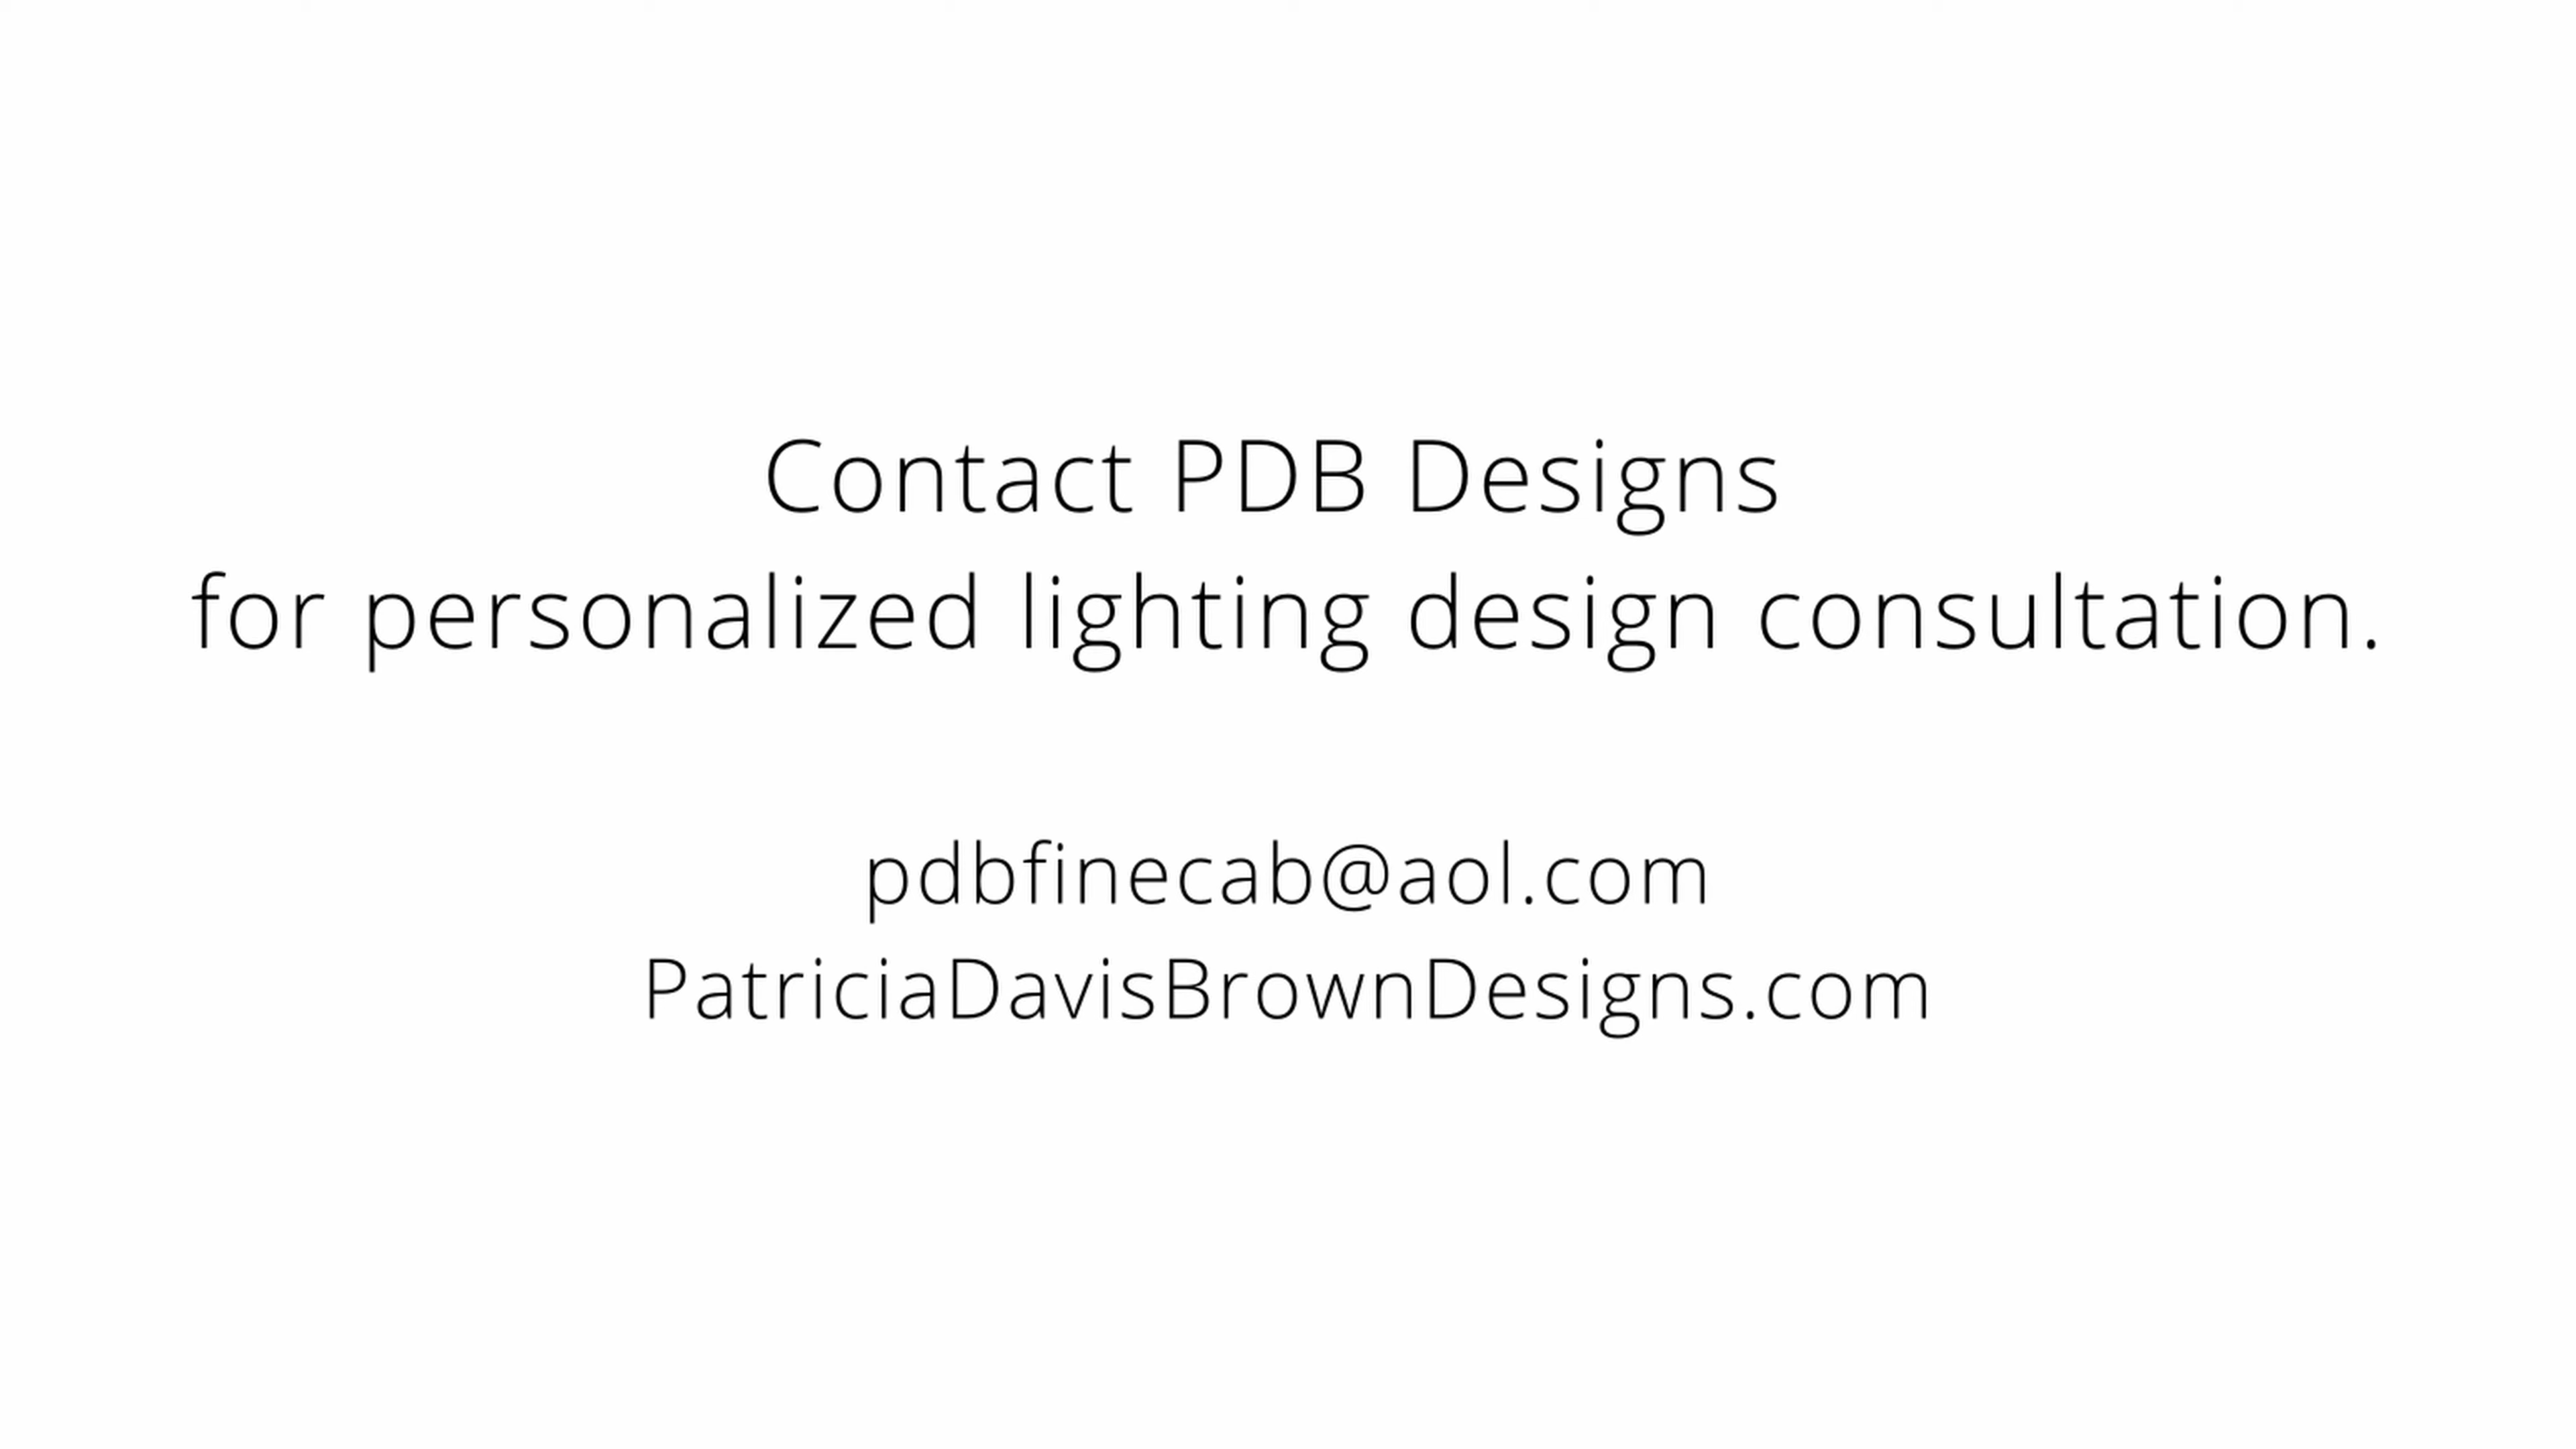 Contact PDB Designs
for personalized lighting design consultation.
pdbfinecab@aol.com
PatriciaDavisBrownDesigns.com